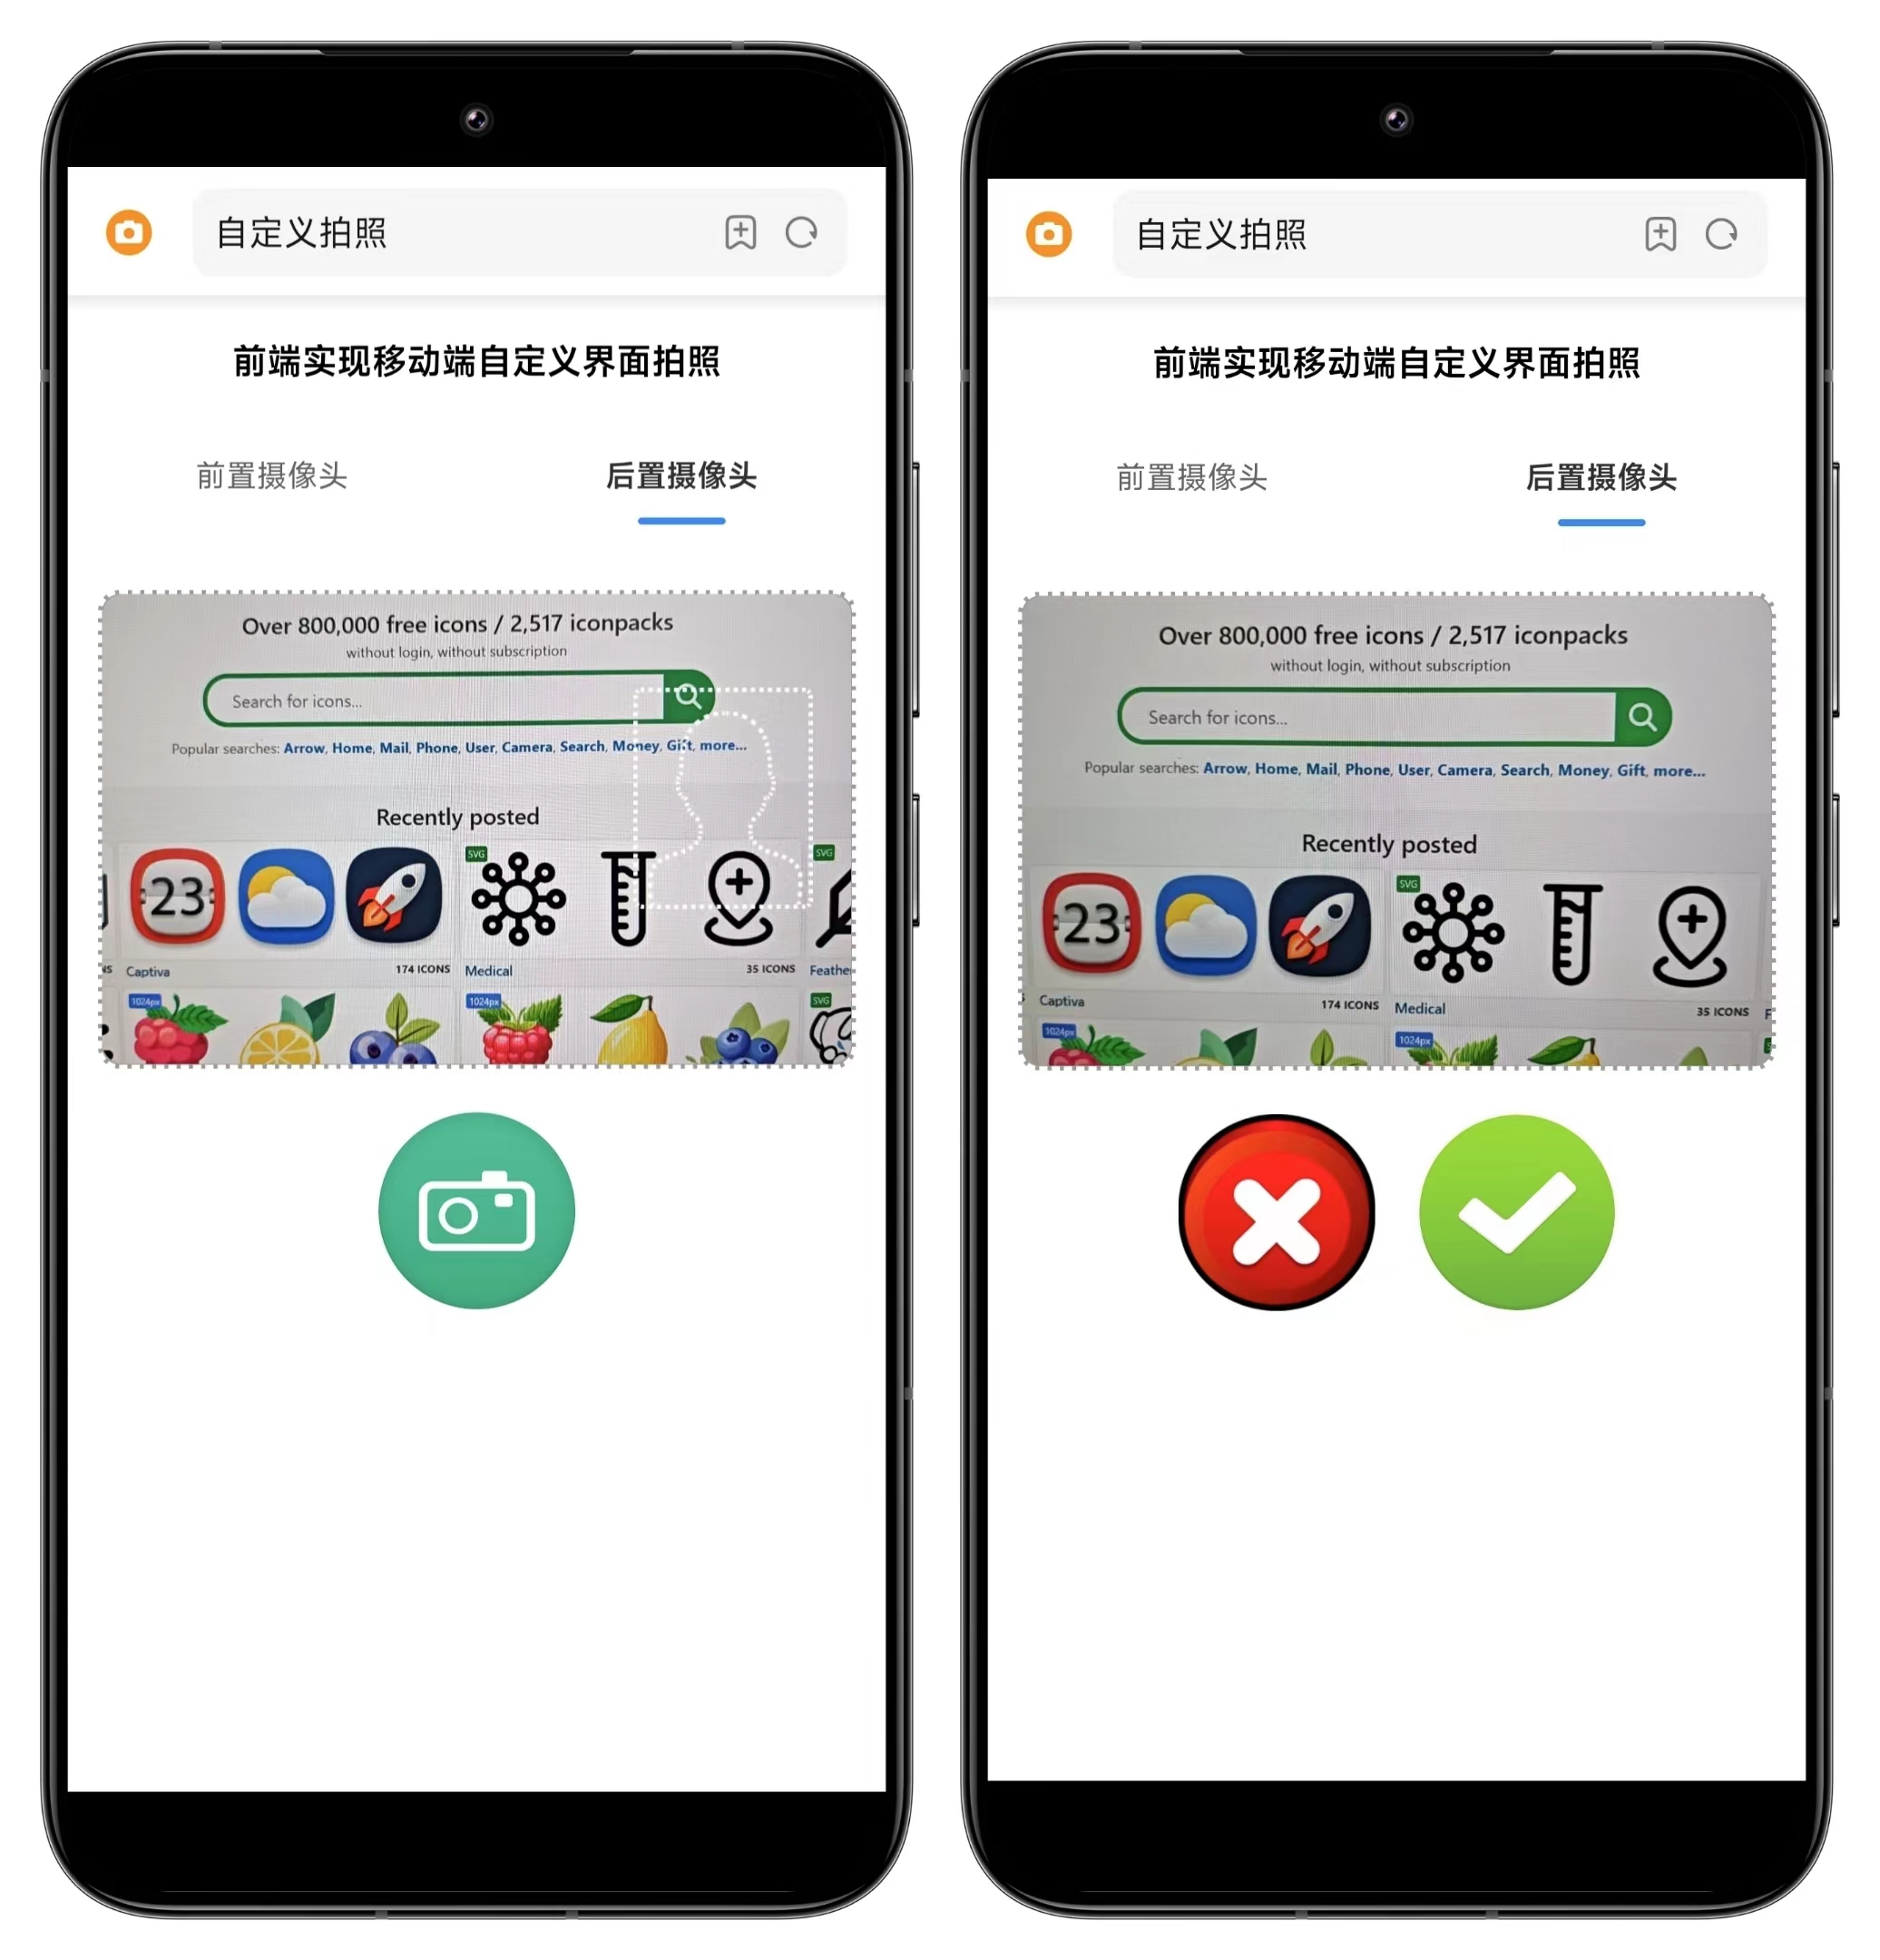 自定义拍照
前端实现移动端自定义界面拍照
前置摄像头 后置摄像头
Over 800,000 free icons / 2,517 iconpacks
without login, without subscription
Search for icons...
Popular searches: Arrow, Home, Mail, Phone, User, Camera, Search, Money, Gift, more...
Recently posted
SVG SVG
23
Captiva 174 ICONS Medical 35 ICONS Feathe
1024px 1024px SVG
自定义拍照
前端实现移动端自定义界面拍照
前置摄像头 后置摄像头
Over 800,000 free icons / 2,517 iconpacks
without login, without subscription
Search for icons...
Popular searches: Arrow, Home, Mail, Phone, User, Camera, Search, Money, Gift, more...
Recently posted
SVG
23
Captiva 174 ICONS Medical 35 ICONS
1024px 1024px